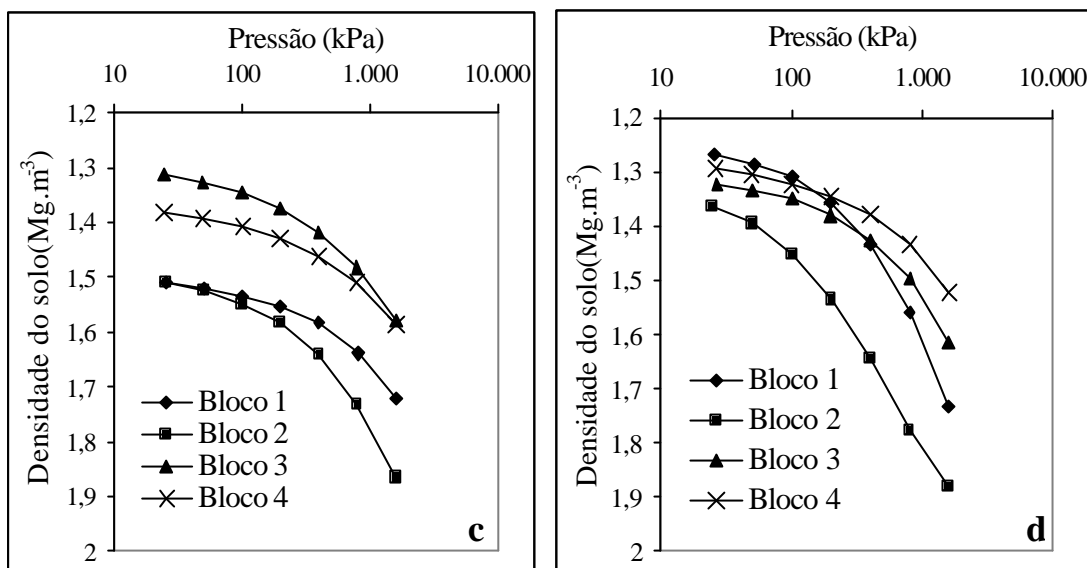 Pressão (kPa)
10 100 1.000 10.000
Densidade do solo(Mg.m-3)
1,2
1,3
1,4
1,5
1,6
1,7
1,8
1,9
2
Bloco 1
Bloco 2
Bloco 3
Bloco 4
c
Pressão (kPa)
10 100 1.000 10.000
Densidade do solo(Mg.m-3)
1,2
1,3
1,4
1,5
1,6
1,7
1,8
1,9
2
Bloco 1
Bloco 2
Bloco 3
Bloco 4
d